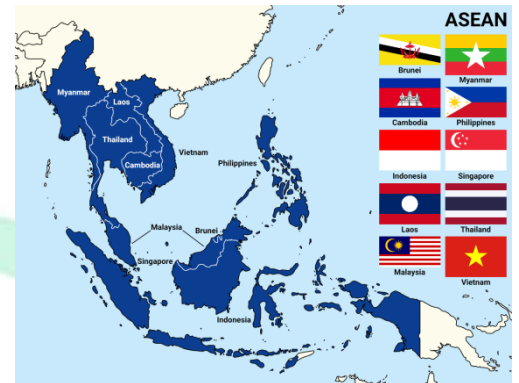 ASEAN
Brunei
Myanmar
Cambodia
Philippines
Indonesia
Singapore
Laos
Thailand
Malaysia
Vietnam
Myanmar
Laos
Thailand
Vietnam
Cambodia
Philippines
Malaysia
Brunei
Singapore
Indonesia